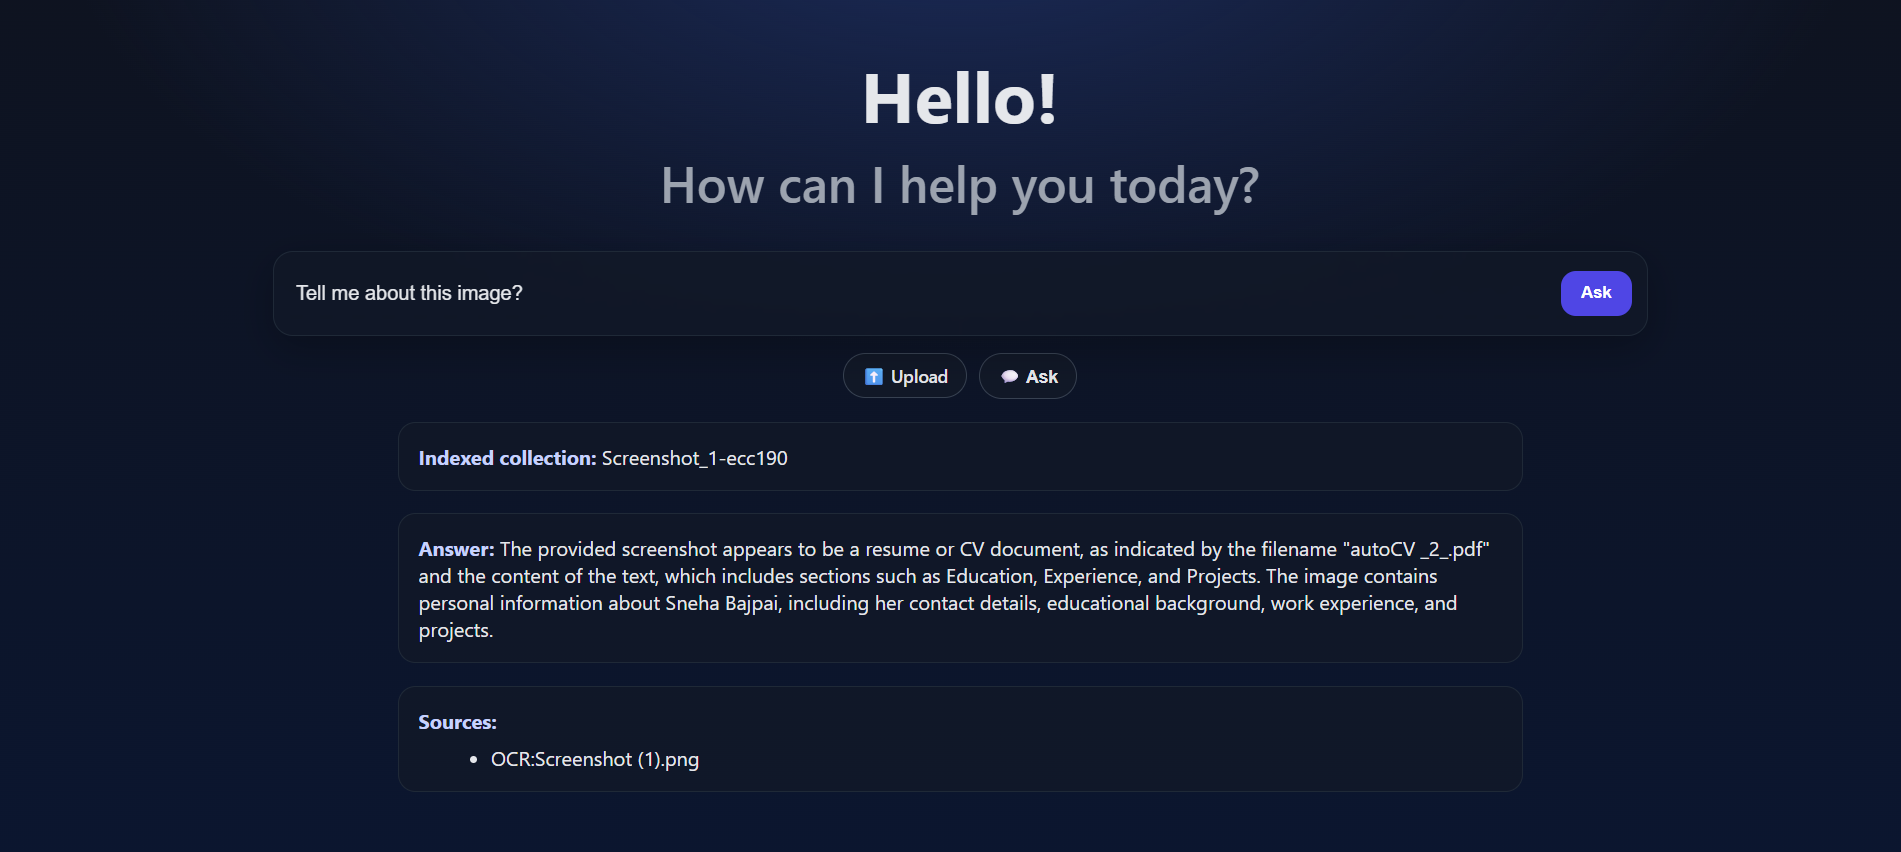 Hello!
How can I help you today?
Tell me about this image?
Ask
Upload
Ask
Indexed collection: Screenshot_1-ecc190
Answer: The provided screenshot appears to be a resume or CV document, as indicated by the filename "autoCV _2_.pdf"
and the content of the text, which includes sections such as Education, Experience, and Projects. The image contains
personal information about Sneha Bajpai, including her contact details, educational background, work experience, and
projects.
Sources:
OCR:Screenshot (1).png